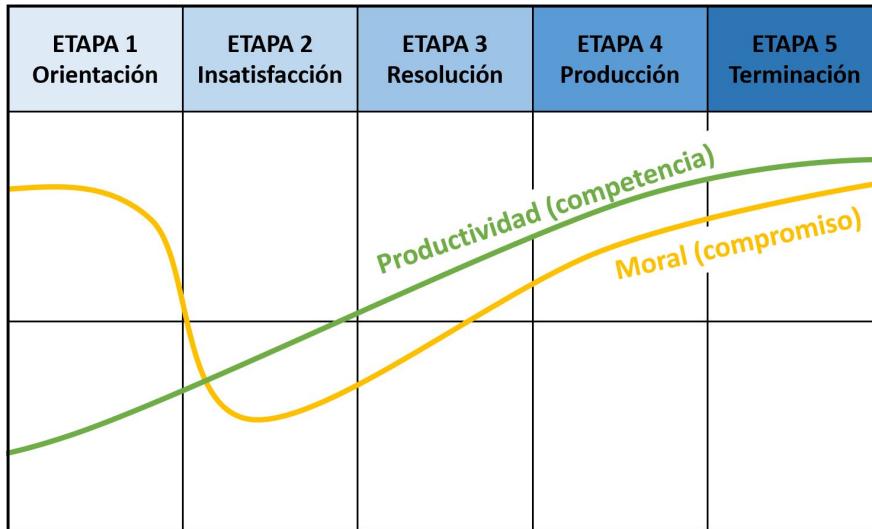 ETAPA 1
Orientación
ETAPA 2
Insatisfacción
ETAPA 3
Resolución
ETAPA 4
Producción
ETAPA 5
Terminación
Productividad (competencia)
Moral (compromiso)